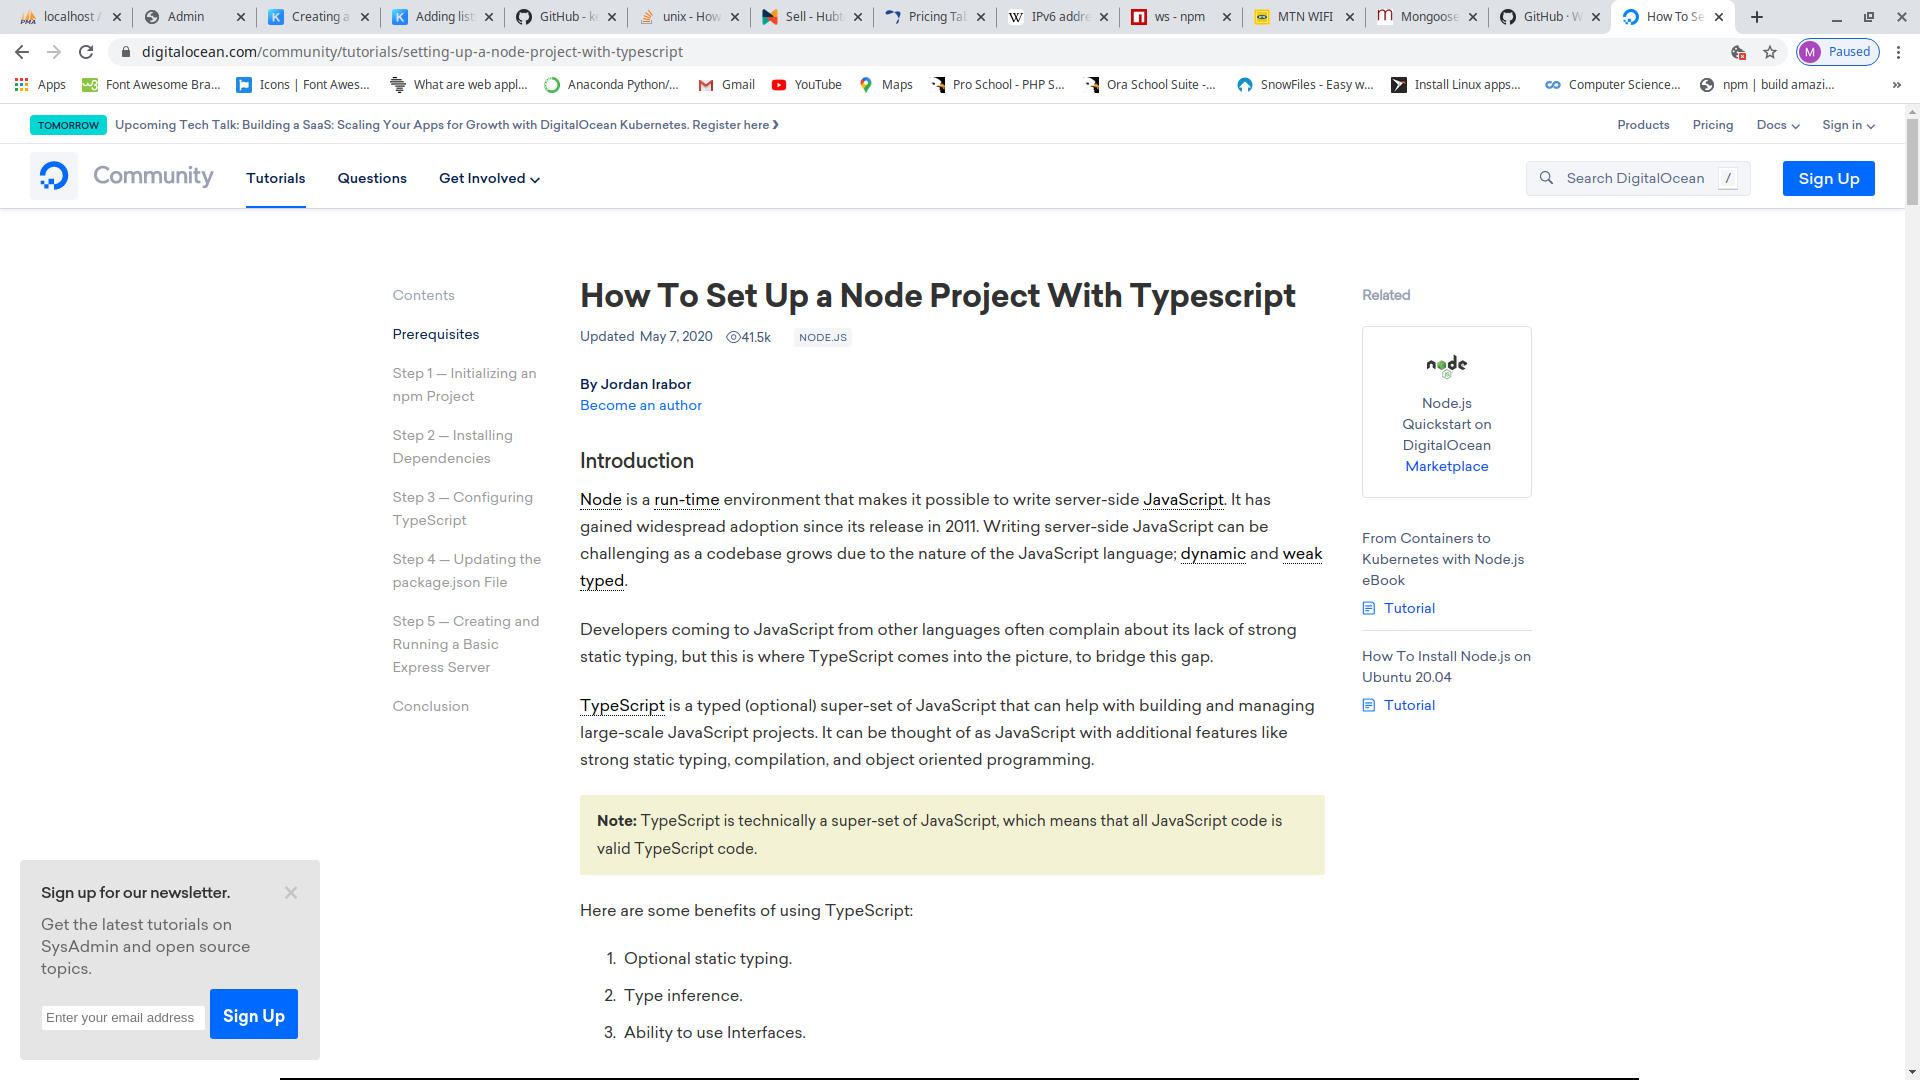 localhost /
Admin
Creating a
Adding list
GitHub - ke
unix - How
Sell - Hubt
Pricing Tab
IPv6 addre
ws - npm
MTN WIFI
Mongoose
GitHub · W
How To Se
digitalocean.com/community/tutorials/setting-up-a-node-project-with-typescript
M
Paused
Apps
Font Awesome Bra...
Icons | Font Awes...
What are web appl...
Anaconda Python/...
Gmail
YouTube
Maps
Pro School - PHP S...
Ora School Suite -...
SnowFiles - Easy w...
Install Linux apps...
Computer Science...
npm | build amazi...
»
TOMORROW
Upcoming Tech Talk: Building a SaaS: Scaling Your Apps for Growth with DigitalOcean Kubernetes. Register here ❯
Products
Pricing
Docs
Sign in
Community
Tutorials
Questions
Get Involved
Search DigitalOcean
/
Sign Up
Contents
Prerequisites
Step 1 — Initializing an
npm Project
Step 2 — Installing
Dependencies
Step 3 — Configuring
TypeScript
Step 4 — Updating the
package.json File
Step 5 — Creating and
Running a Basic
Express Server
Conclusion
How To Set Up a Node Project With Typescript
Updated May 7, 2020
41.5k
NODE.JS
By Jordan Irabor
Become an author
Introduction
Node is a run-time environment that makes it possible to write server-side JavaScript. It has
gained widespread adoption since its release in 2011. Writing server-side JavaScript can be
challenging as a codebase grows due to the nature of the JavaScript language; dynamic and weak
typed.
Developers coming to JavaScript from other languages often complain about its lack of strong
static typing, but this is where TypeScript comes into the picture, to bridge this gap.
TypeScript is a typed (optional) super-set of JavaScript that can help with building and managing
large-scale JavaScript projects. It can be thought of as JavaScript with additional features like
strong static typing, compilation, and object oriented programming.
Note: TypeScript is technically a super-set of JavaScript, which means that all JavaScript code is
valid TypeScript code.
Here are some benefits of using TypeScript:
1. Optional static typing.
2. Type inference.
3. Ability to use Interfaces.
Related
node
Node.js
Quickstart on
DigitalOcean
Marketplace
From Containers to
Kubernetes with Node.js
eBook
Tutorial
How To Install Node.js on
Ubuntu 20.04
Tutorial
Sign up for our newsletter.
Get the latest tutorials on
SysAdmin and open source
topics.
Enter your email address
Sign Up